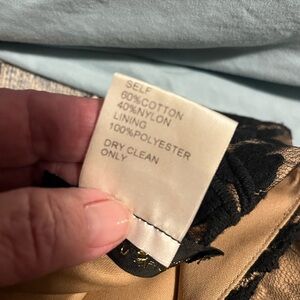 SELF
60%COTTON
40%NYLON
LINING
100%POLYESTER
DRY CLEAN
ONLY